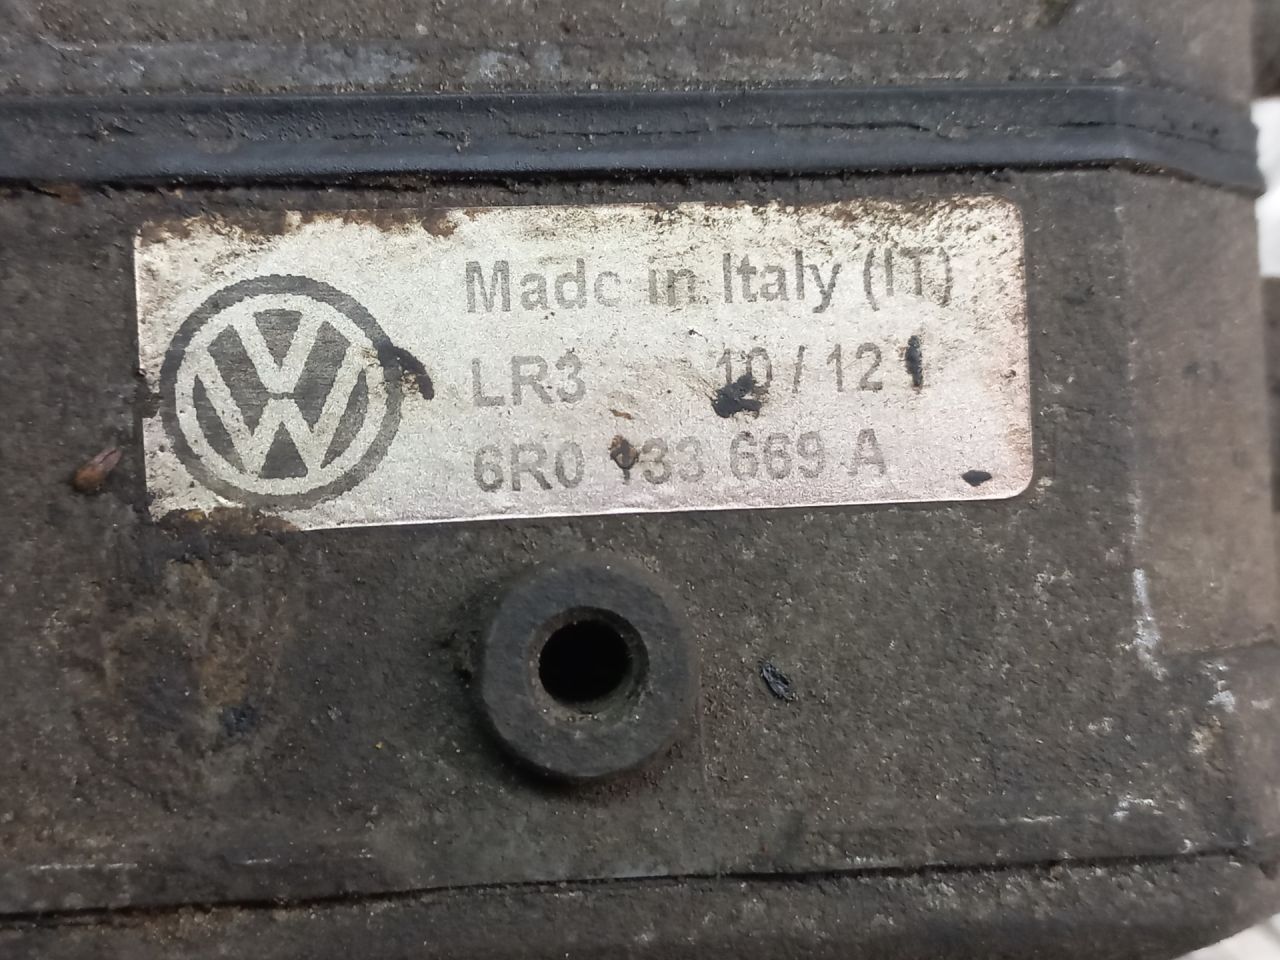 Made in Italy (IT)
LR3 10/12
6R0 133 669 A